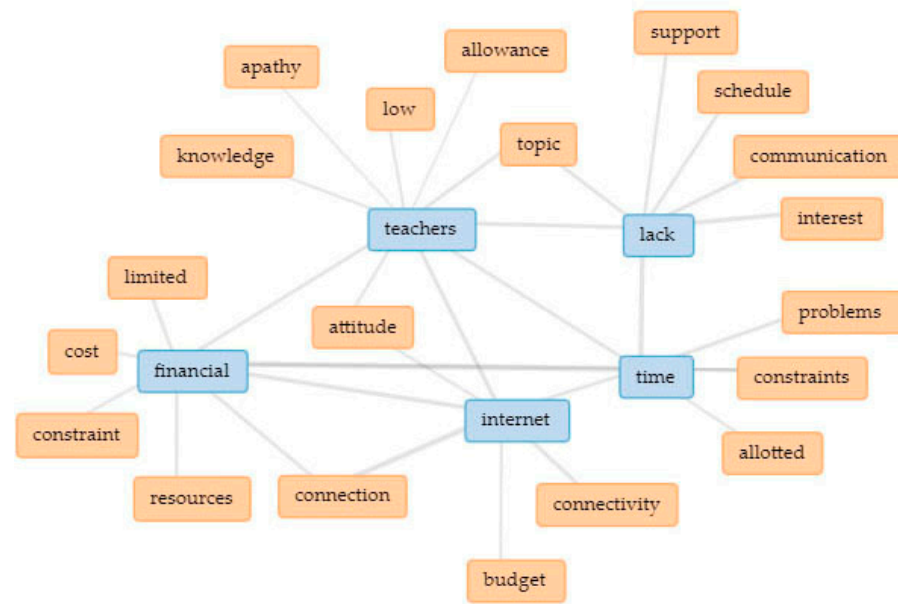 support
allowance
apathy
schedule
low
topic
knowledge
communication
interest
teachers
lack
limited
problems
attitude
cost
financial
time
constraints
internet
constraint
allotted
resources
connection
connectivity
budget